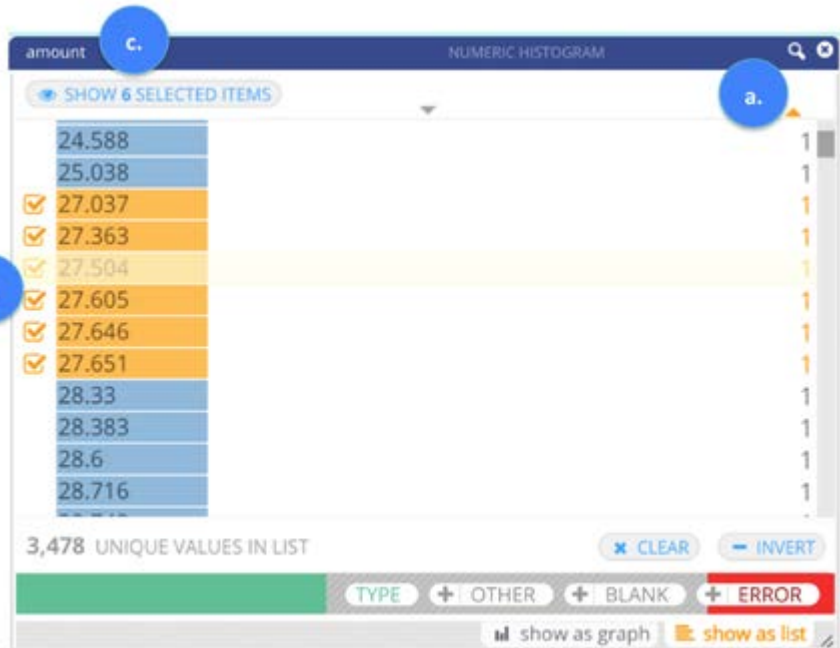 amount c. NUMERIC HISTOGRAM
SHOW 6 SELECTED ITEMS a.
24.588 1
25.038 1
27.037 1
27.363 1
27.504 1
27.605 1
27.646 1
27.651 1
28.33 1
28.383 1
28.6 1
28.716 1
3,478 UNIQUE VALUES IN LIST CLEAR INVERT
TYPE OTHER BLANK ERROR
show as graph show as list